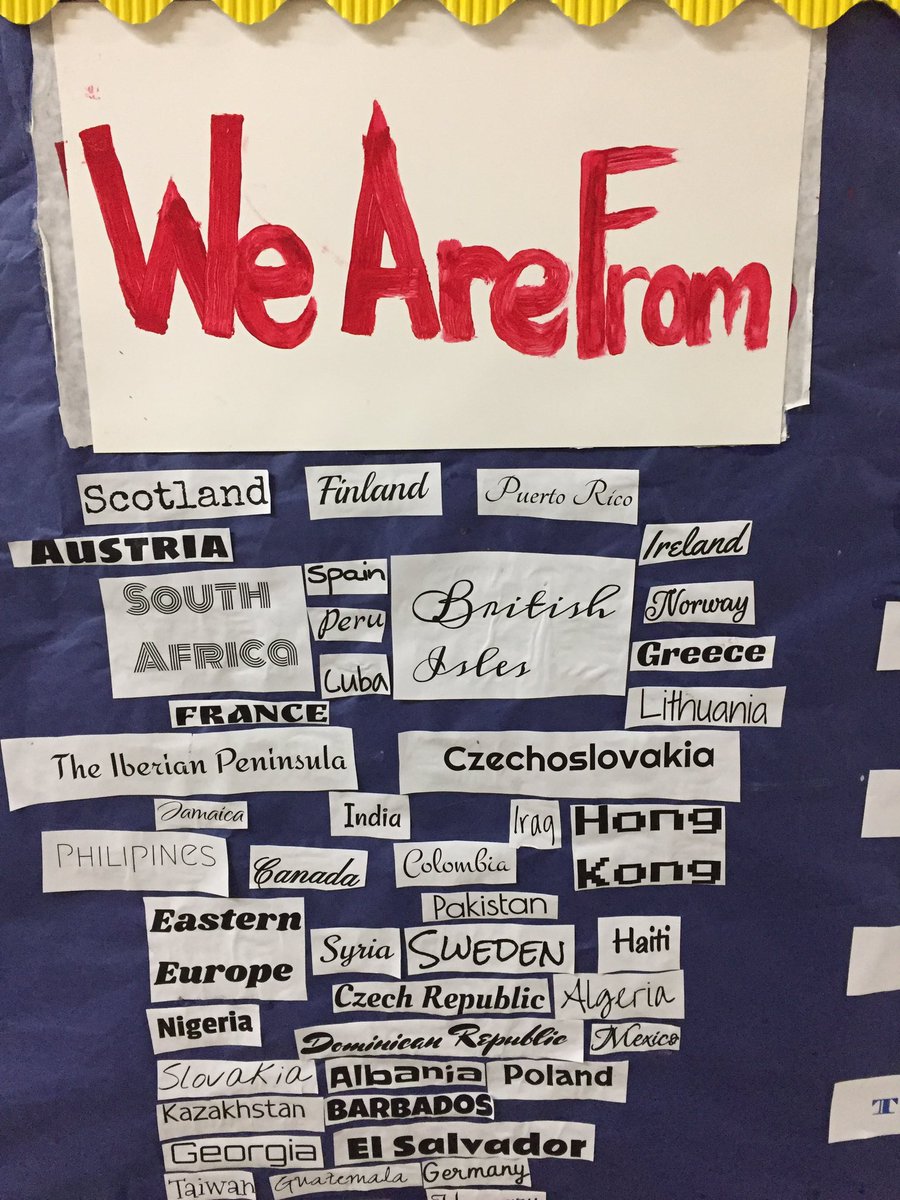 We Are From
Scotland
Finland
Puerto Rico
AUSTRIA
Ireland
SOUTH
AFRICA
Spain
Peru
Cuba
British
Isles
Norway
Greece
Lithuania
FRANCE
The Iberian Peninsula
Czechoslovakia
Jamaica
India
Iraq
Hong
Kong
PHILIPINES
Canada
Colombia
Pakistan
Eastern
Europe
Syria
SWEDEN
Haiti
Czech Republic
Algeria
Nigeria
Dominican Republic
Mexico
SLOVAKIA
Albania
Poland
Kazakhstan
BARBADOS
Georgia
El Salvador
Taiwan
Guatemala
Germany
T